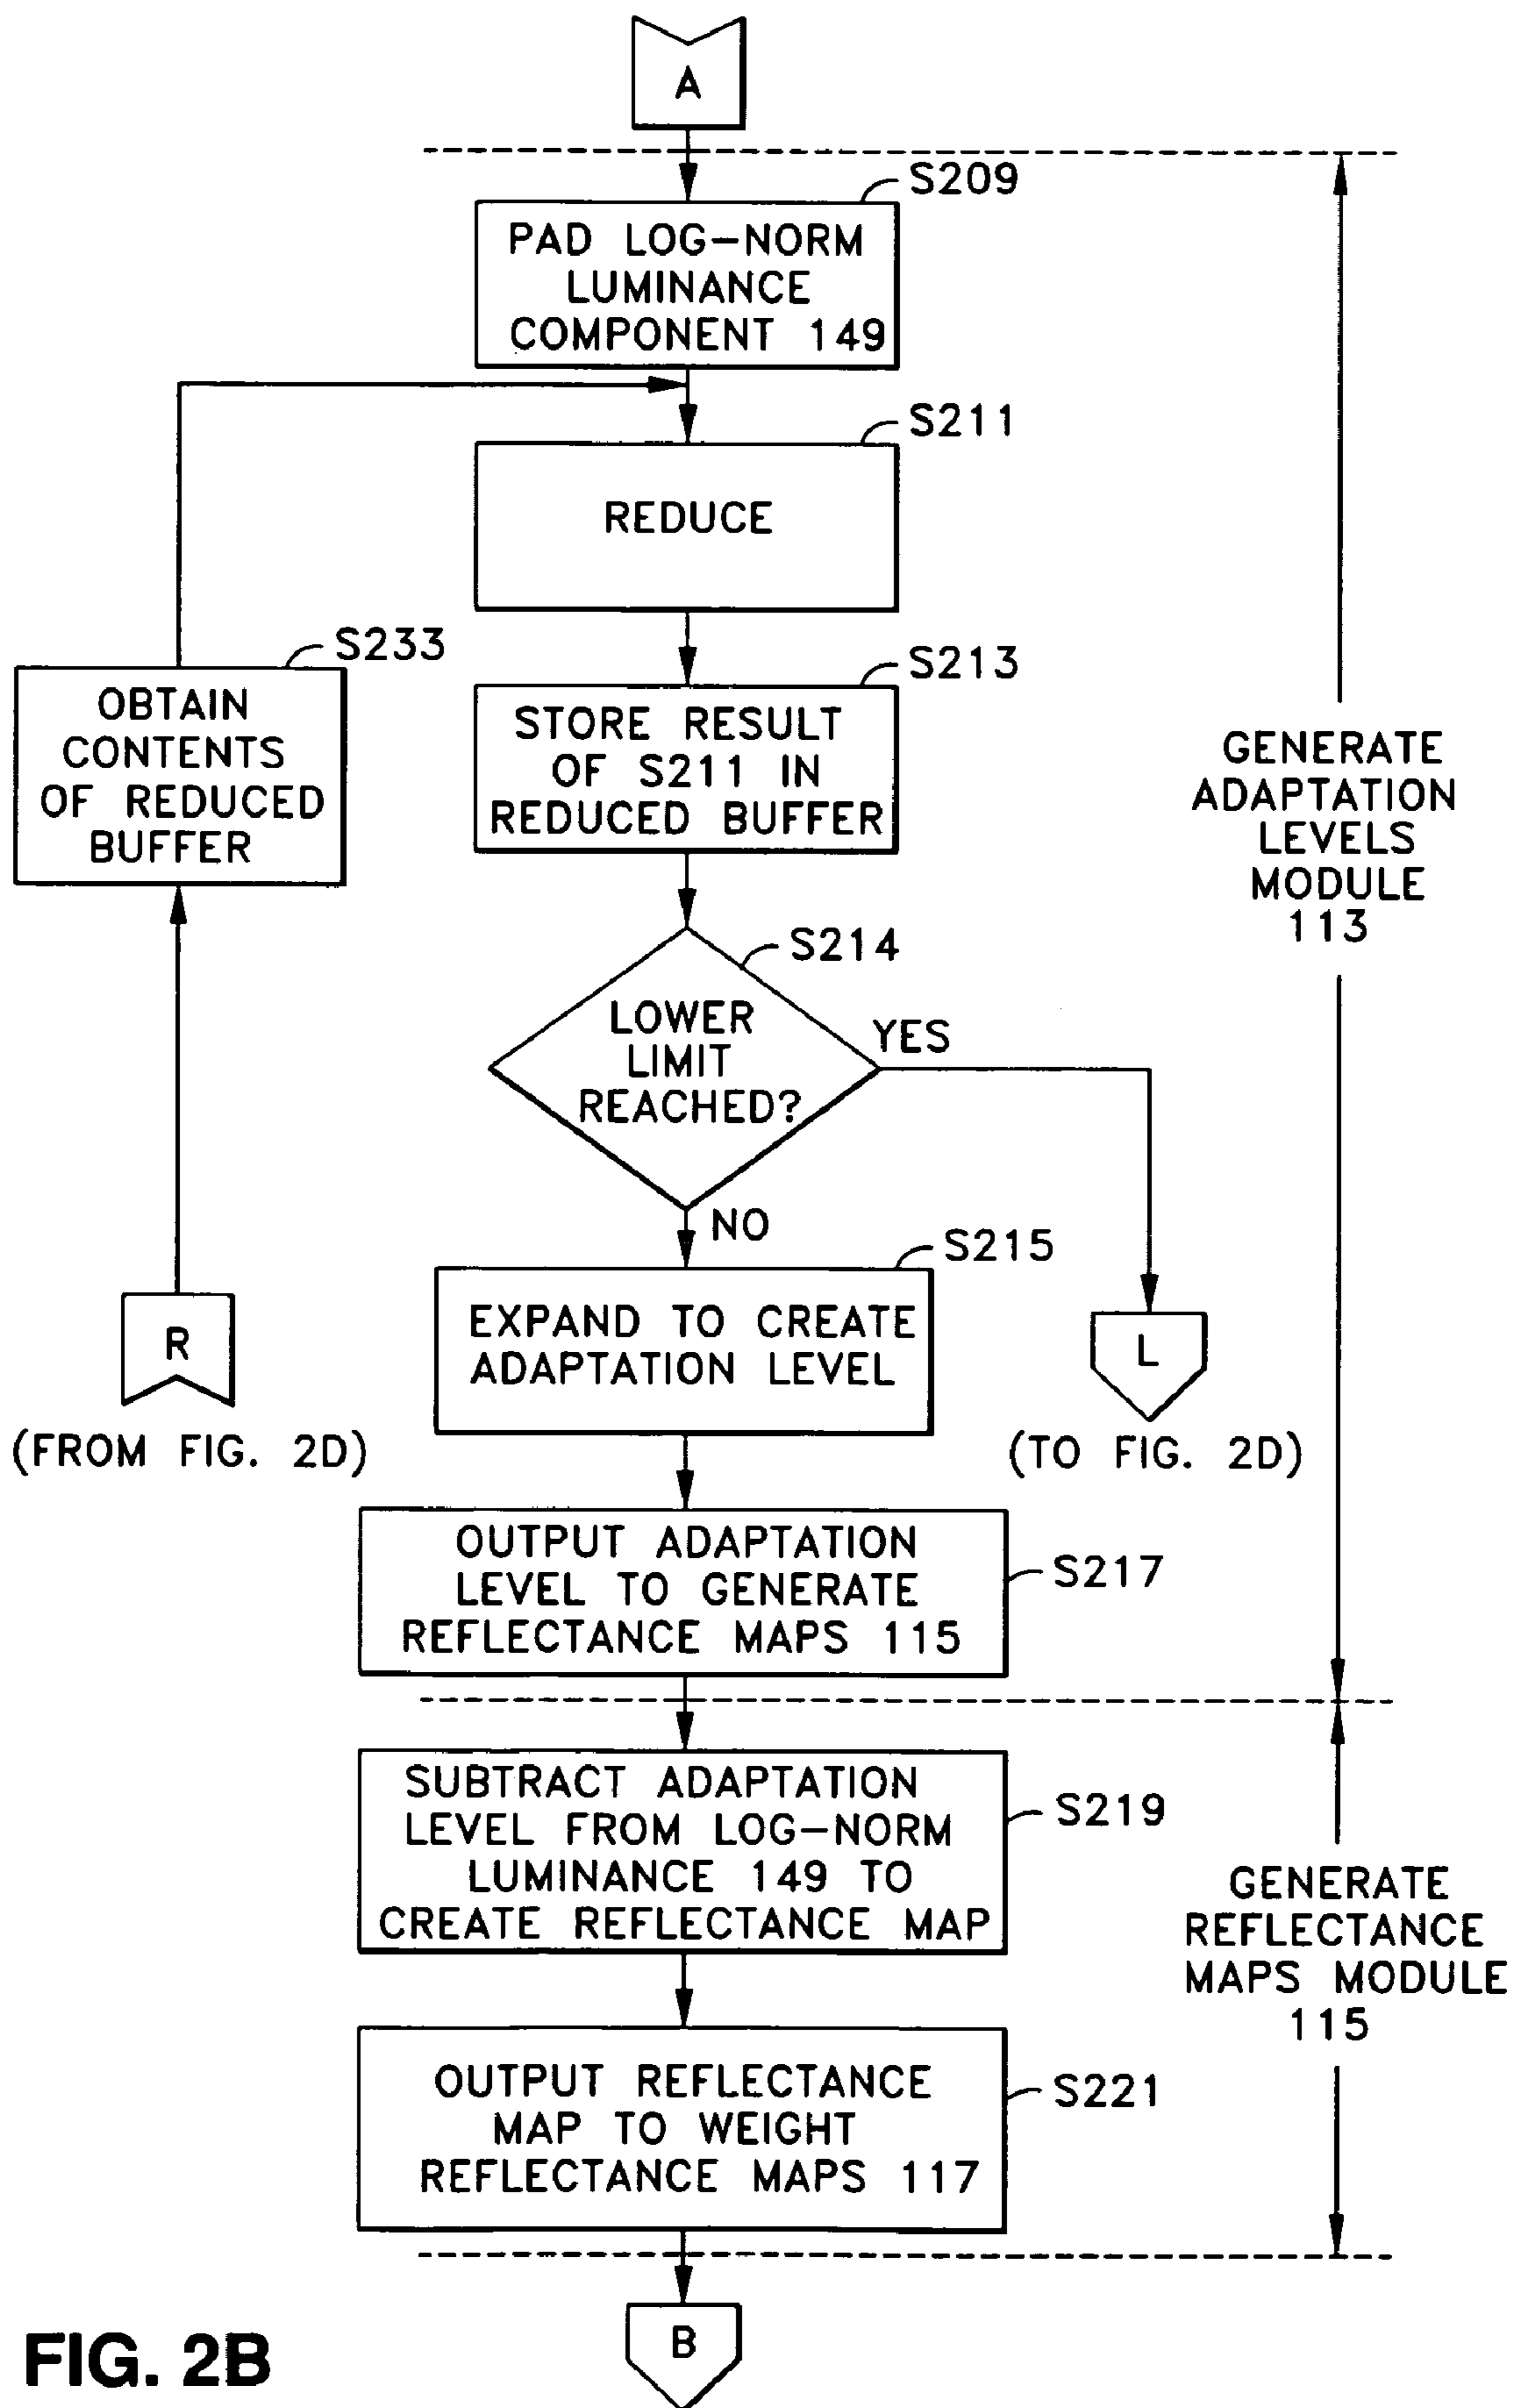 A
S209
PAD LOG-NORM
LUMINANCE
COMPONENT 149
S211
REDUCE
S233
OBTAIN
CONTENTS
OF REDUCED
BUFFER
S213
STORE RESULT
OF S211 IN
REDUCED BUFFER
GENERATE
ADAPTATION
LEVELS
MODULE
113
S214
LOWER
LIMIT
REACHED?
YES
NO
S215
EXPAND TO CREATE
ADAPTATION LEVEL
R
(FROM FIG. 2D)
L
(TO FIG. 2D)
OUTPUT ADAPTATION
LEVEL TO GENERATE
REFLECTANCE MAPS 115
S217
SUBTRACT ADAPTATION
LEVEL FROM LOG-NORM
LUMINANCE 149 TO
CREATE REFLECTANCE MAP
S219
GENERATE
REFLECTANCE
MAPS MODULE
115
OUTPUT REFLECTANCE
MAP TO WEIGHT
REFLECTANCE MAPS 117
S221
B
FIG. 2B